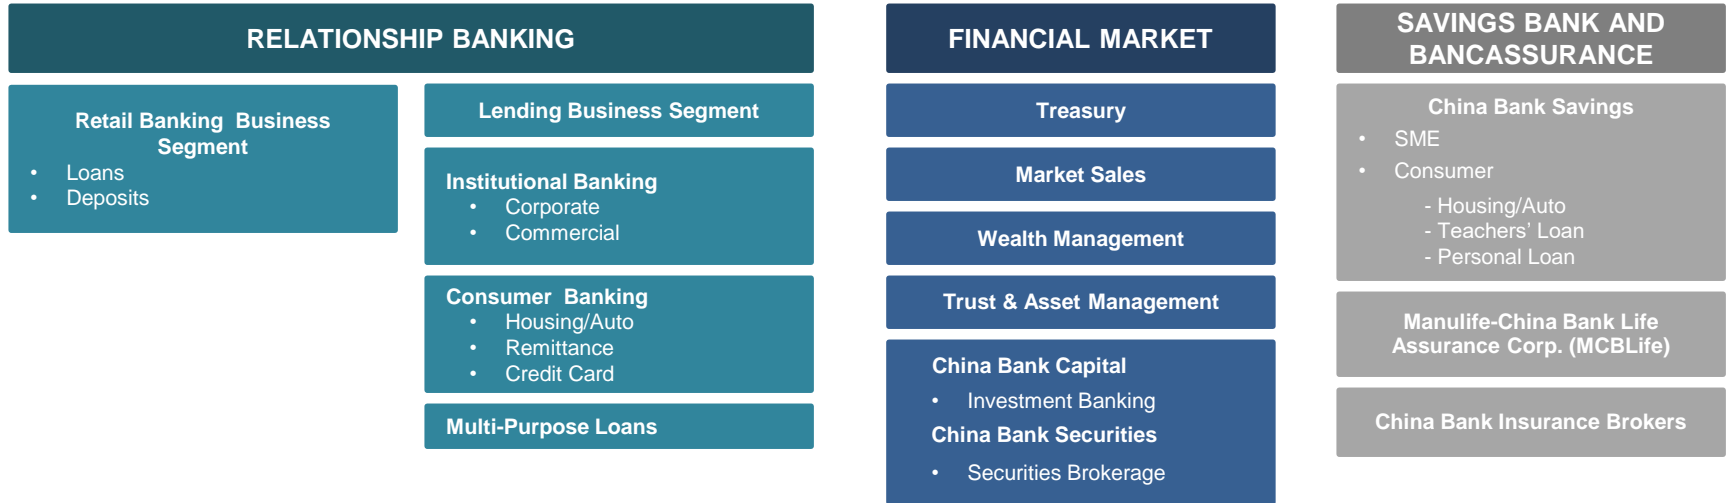 RELATIONSHIP BANKING
Retail Banking Business
Segment
• Loans
• Deposits
Lending Business Segment
Institutional Banking
• Corporate
• Commercial
Consumer Banking
• Housing/Auto
• Remittance
• Credit Card
Multi-Purpose Loans
FINANCIAL MARKET
Treasury
Market Sales
Wealth Management
Trust & Asset Management
China Bank Capital
• Investment Banking
China Bank Securities
• Securities Brokerage
SAVINGS BANK AND
BANCASSURANCE
China Bank Savings
• SME
• Consumer
- Housing/Auto
- Teachers’ Loan
- Personal Loan
Manulife-China Bank Life
Assurance Corp. (MCBLife)
China Bank Insurance Brokers